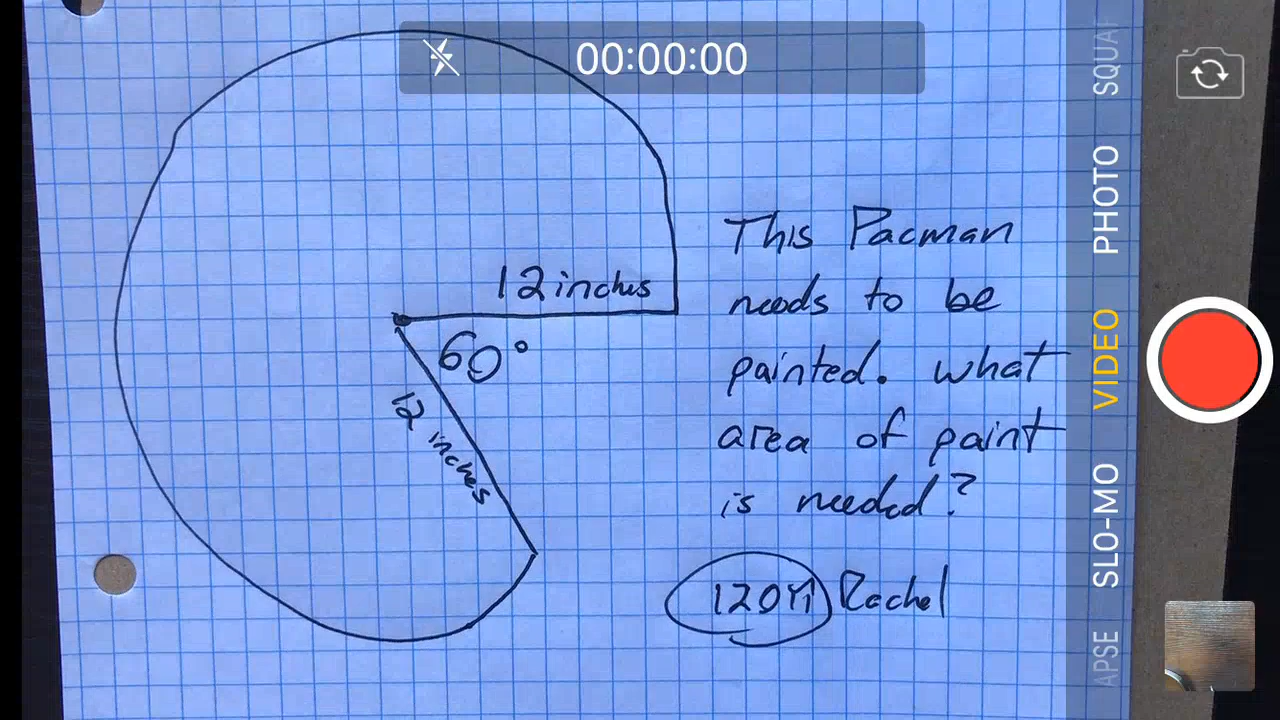 00:00:00
12 inches
60°
12 inches
This Pacman
needs to be
painted. What
area of paint
is needed?
120π Rachel
SQUA
PHOTO
VIDEO
SLO-MO
APSE